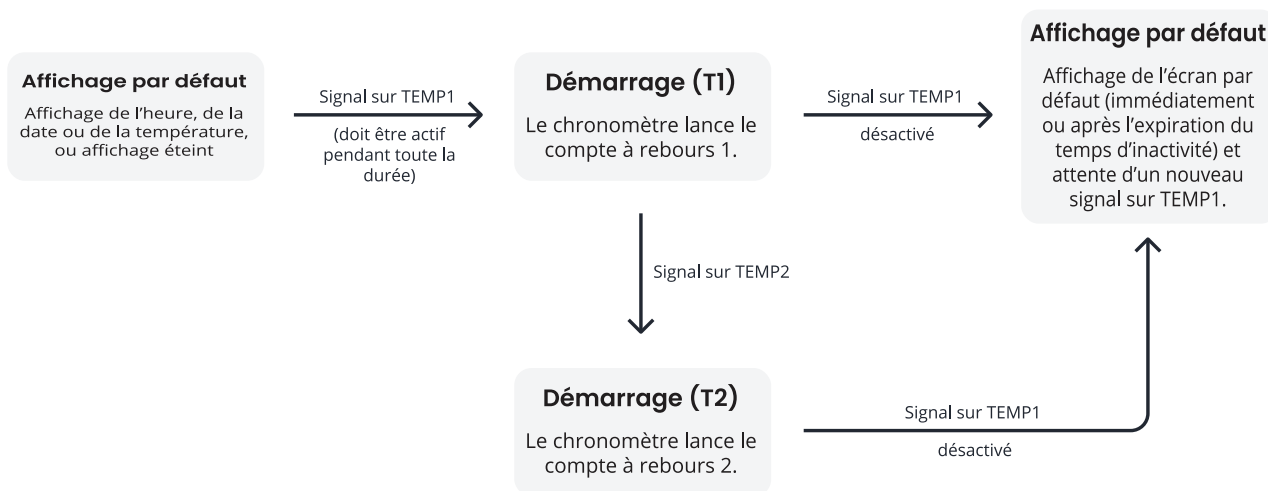 Affichage par défaut
Affichage de l'heure, de la
date ou de la température,
ou affichage éteint
Signal sur TEMP1
(doit être actif
pendant toute la
durée)
Démarrage (T1)
Le chronomètre lance le
compte à rebours 1.
Signal sur TEMP1
désactivé
Affichage par défaut
Affichage de l’écran par
défaut (immédiatement
ou après l’expiration du
temps d’inactivité) et
attente d’un nouveau
signal sur TEMP1.
Signal sur TEMP2
Démarrage (T2)
Le chronomètre lance le
compte à rebours 2.
Signal sur TEMP1
désactivé